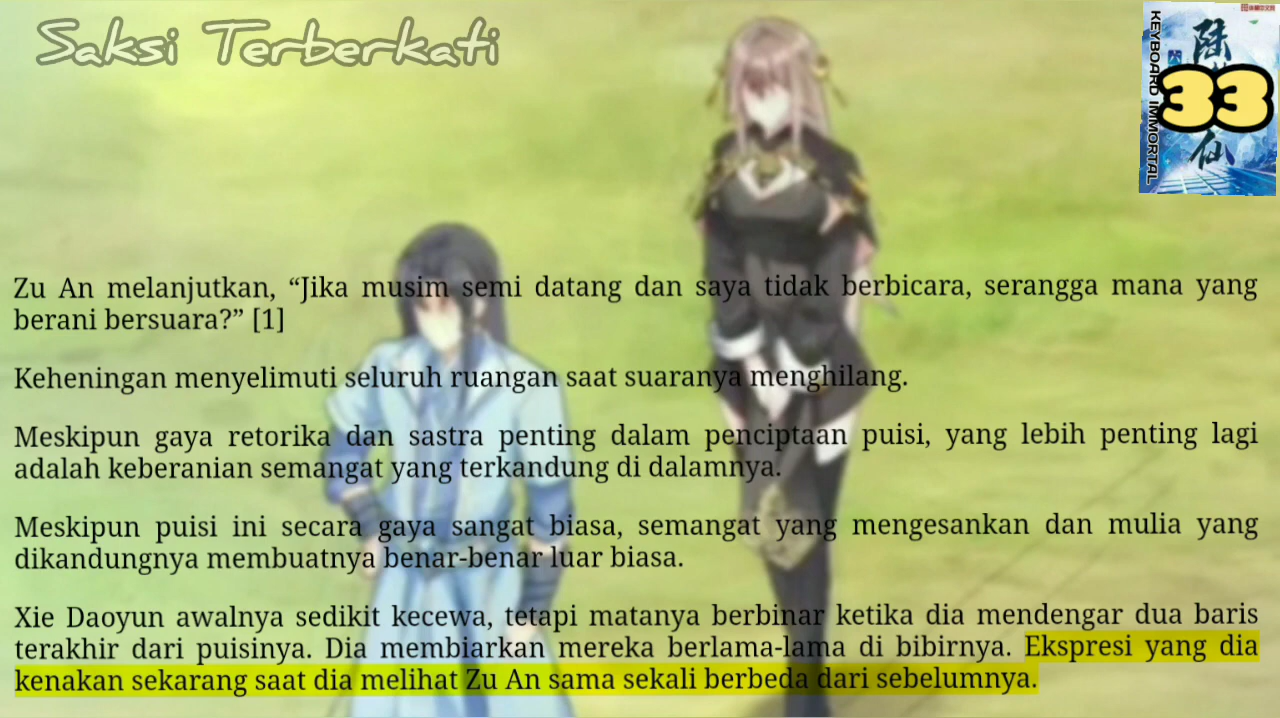 Saksi Terberkati
KEYBOARD IMMORTAL
33
Zu An melanjutkan, “Jika musim semi datang dan saya tidak berbicara, serangga mana yang
berani bersuara?” [1]
Keheningan menyelimuti seluruh ruangan saat suaranya menghilang.
Meskipun gaya retorika dan sastra penting dalam penciptaan puisi, yang lebih penting lagi
adalah keberanian semangat yang terkandung di dalamnya.
Meskipun puisi ini secara gaya sangat biasa, semangat yang mengesankan dan mulia yang
dikandungnya membuatnya benar-benar luar biasa.
Xie Daoyun awalnya sedikit kecewa, tetapi matanya berbinar ketika dia mendengar dua baris
terakhir dari puisinya. Dia membiarkan mereka berlama-lama di bibirnya. Ekspresi yang dia
kenakan sekarang saat dia melihat Zu An sama sekali berbeda dari sebelumnya.